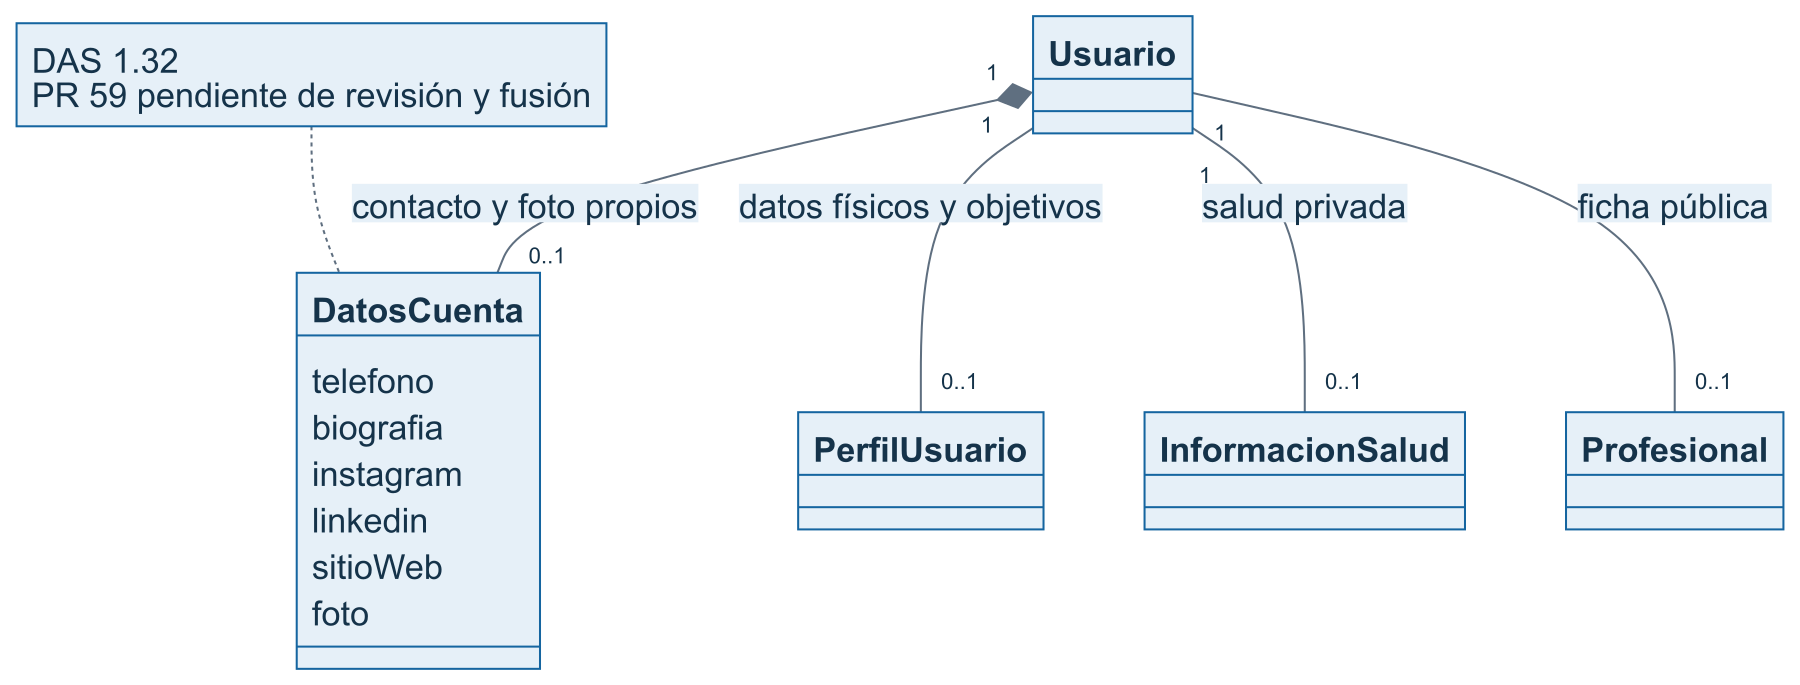 DAS 1.32
PR 59 pendiente de revisión y fusión
Usuario
1
1
1
1
contacto y foto propios
datos físicos y objetivos
salud privada
ficha pública
0..1
0..1
0..1
0..1
DatosCuenta
telefono
biografia
instagram
linkedin
sitioWeb
foto
PerfilUsuario
InformacionSalud
Profesional